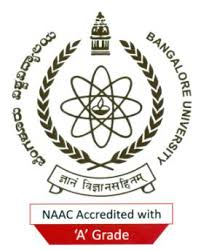 ಬೆಂಗಳೂರು ವಿಶ್ವವಿದ್ಯಾಲಯ
BANGALORE UNIVERSITY
ज्ञानं विज्ञानसहितम्
NAAC Accredited with
‘A’ Grade